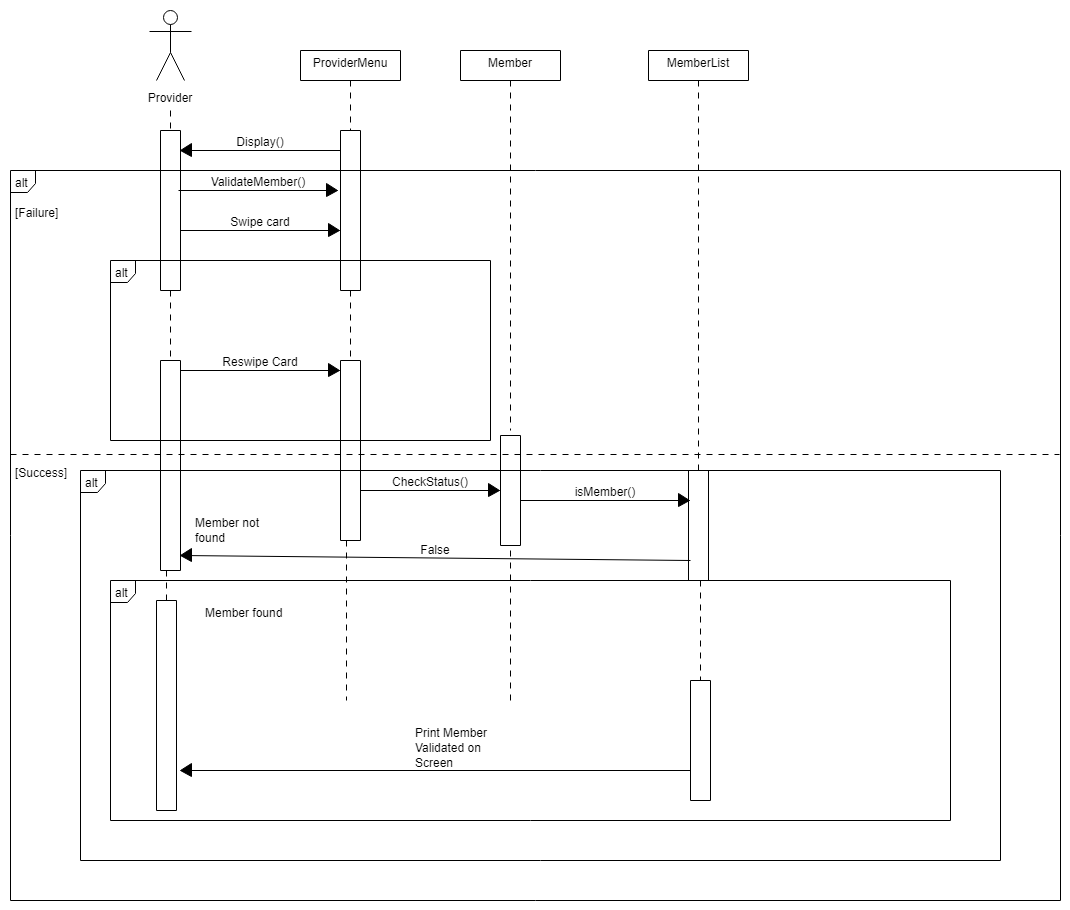 Provider
ProviderMenu
Member
MemberList
Display()
alt
ValidateMember()
[Failure]
Swipe card
alt
Reswipe Card
[Success]
alt
CheckStatus()
isMember()
Member not
found
False
alt
Member found
Print Member
Validated on
Screen